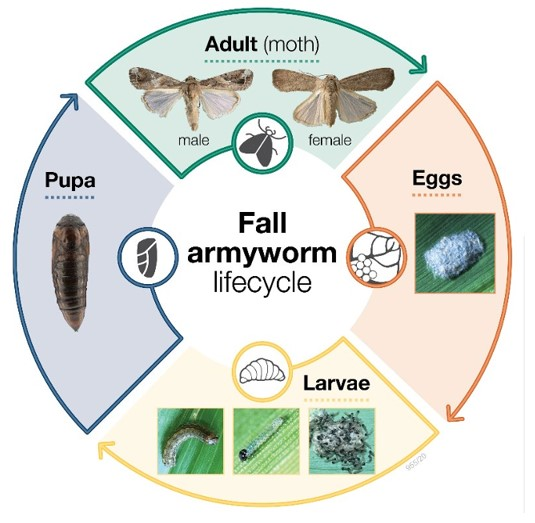 Adult (moth)
male
female
Pupa
Eggs
Fall
armyworm
lifecycle
Larvae